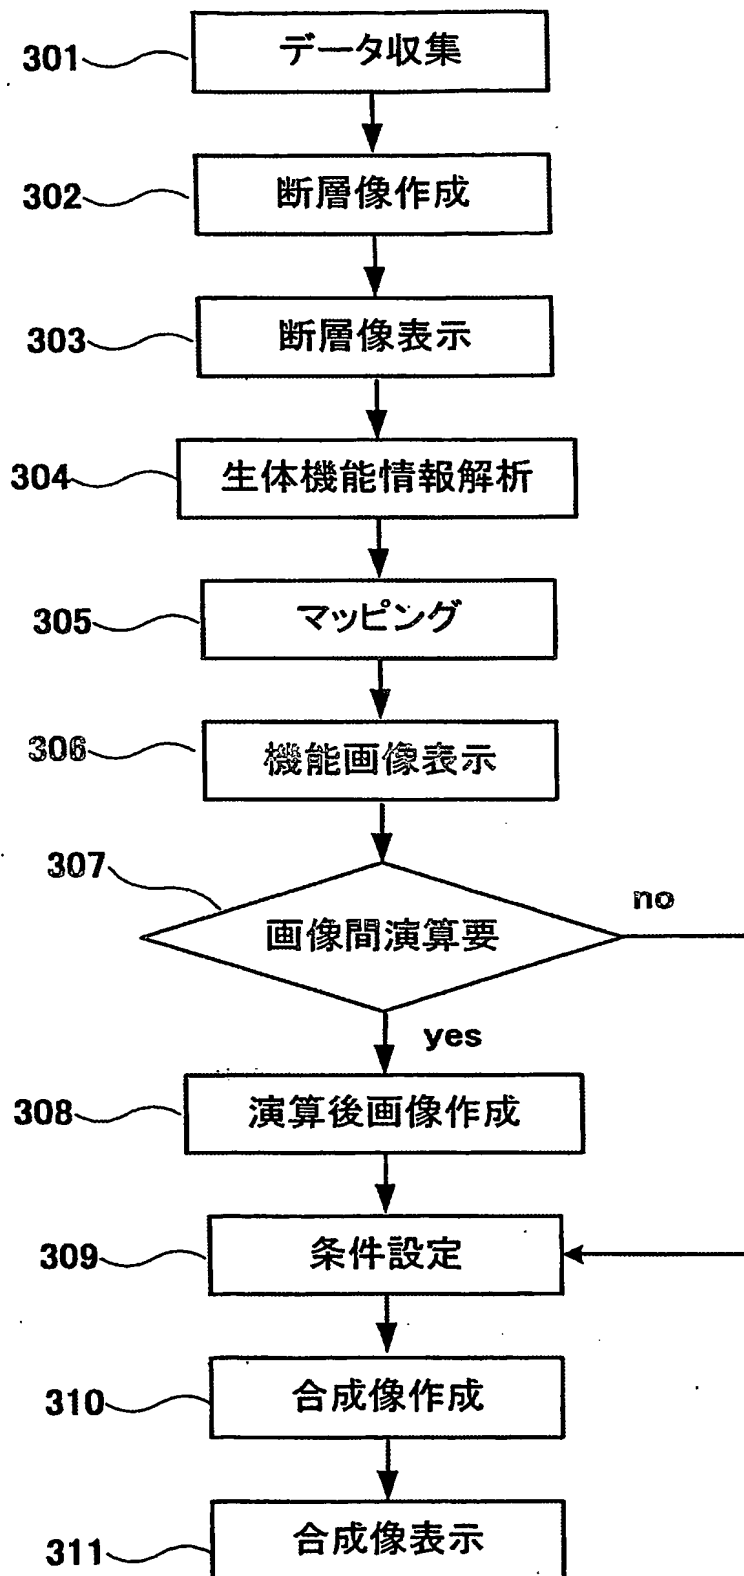 301 データ収集
302 断層像作成
303 断層像表示
304 生体機能情報解析
305 マッピング
306 機能画像表示
307 画像間演算要 no
yes
308 演算後画像作成
309 条件設定
310 合成像作成
311 合成像表示